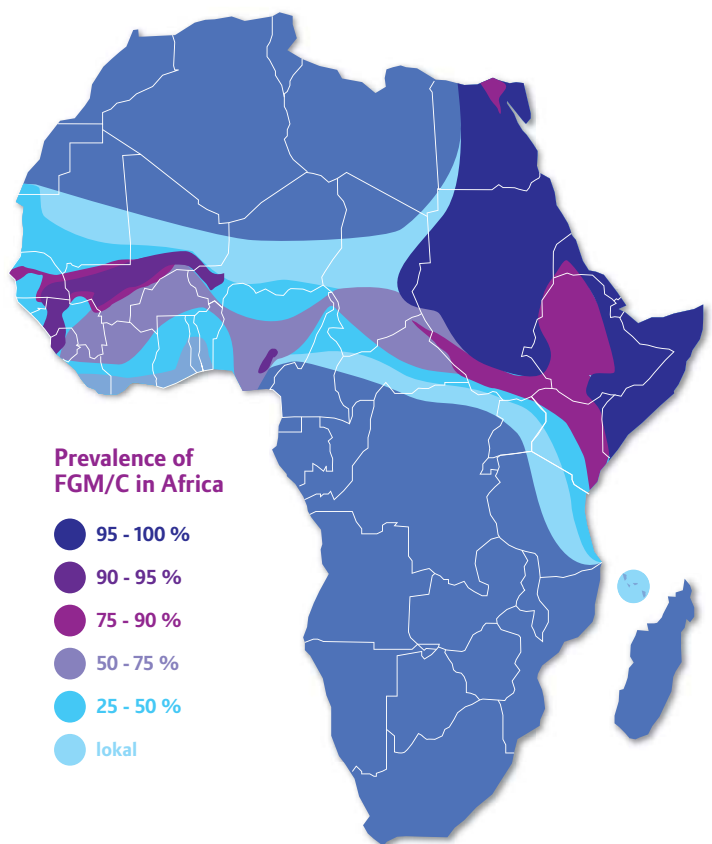 Prevalence of
FGM/C in Africa
95 - 100 %
90 - 95 %
75 - 90 %
50 - 75 %
25 - 50 %
lokal